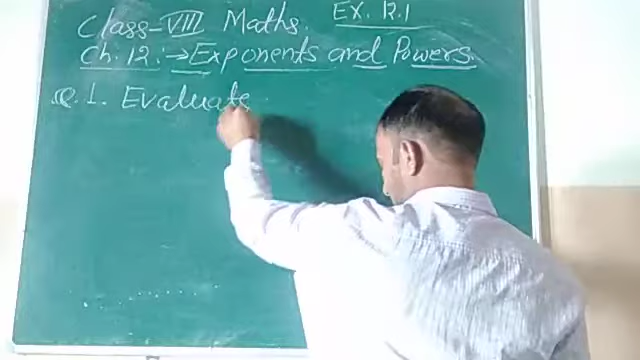 Class-VIII Maths. EX. 12.1
Ch. 12:→Exponents and Powers.
Q.1. Evaluate